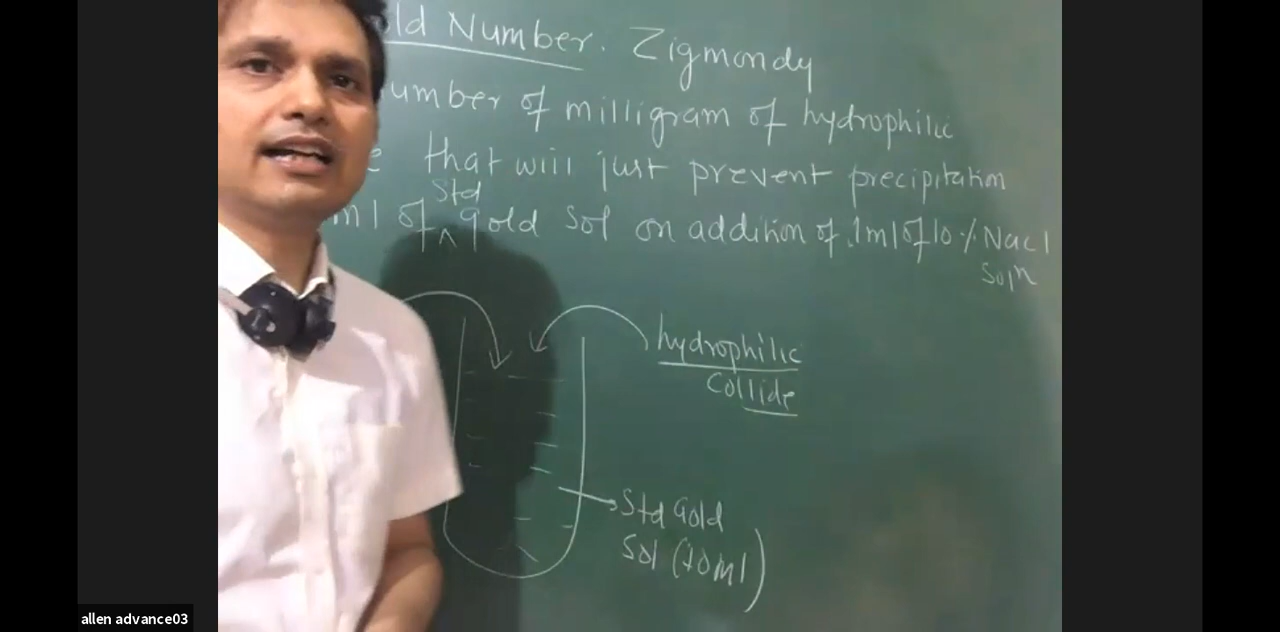 old Number. Zigmondy
umber of milligram of hydrophilic
e that will just prevent precipitation
Std
ml of ^ gold sol on addition of 1ml of 10% Nacl
soln
hydrophilic
Collide
Std Gold
Sol (10ml)
allen advance03